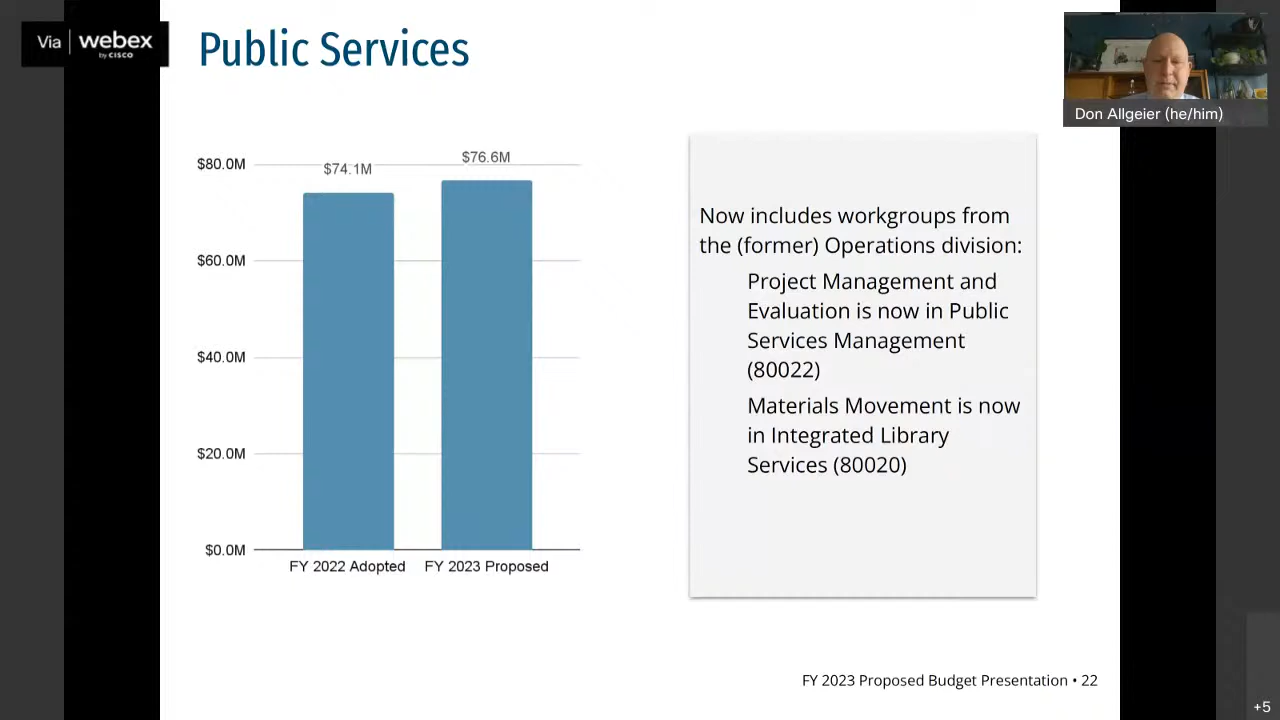 Via webex
by CISCO
Public Services
Don Allgeier (he/him)
$80.0M
$74.1M
$76.6M
$60.0M
$40.0M
$20.0M
$0.0M
FY 2022 Adopted
FY 2023 Proposed
Now includes workgroups from
the (former) Operations division:
Project Management and
Evaluation is now in Public
Services Management
(80022)
Materials Movement is now
in Integrated Library
Services (80020)
FY 2023 Proposed Budget Presentation • 22
+5